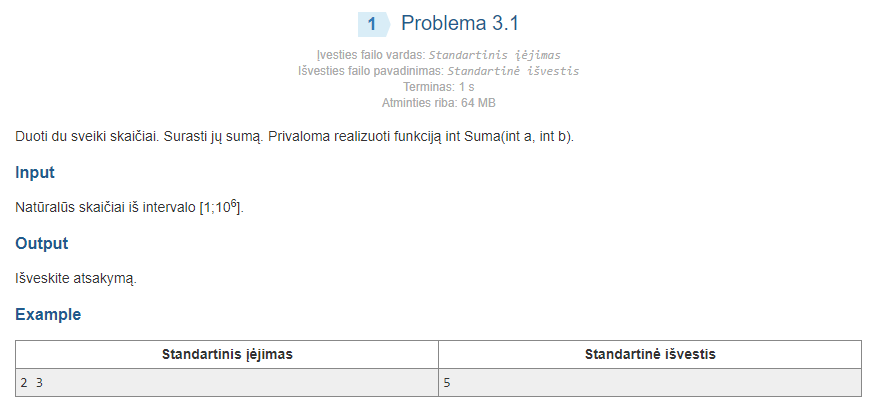 1 Problema 3.1
Įvesties failo vardas: Standartinis įėjimas
Išvesties failo pavadinimas: Standartinė išvestis
Terminas: 1 s
Atminties riba: 64 MB
Duoti du sveiki skaičiai. Surasti jų sumą. Privaloma realizuoti funkciją int Suma(int a, int b).
Input
Natūralūs skaičiai iš intervalo [1;10⁶].
Output
Išveskite atsakymą.
Example
Standartinis įėjimas Standartinė išvestis
2 3 5